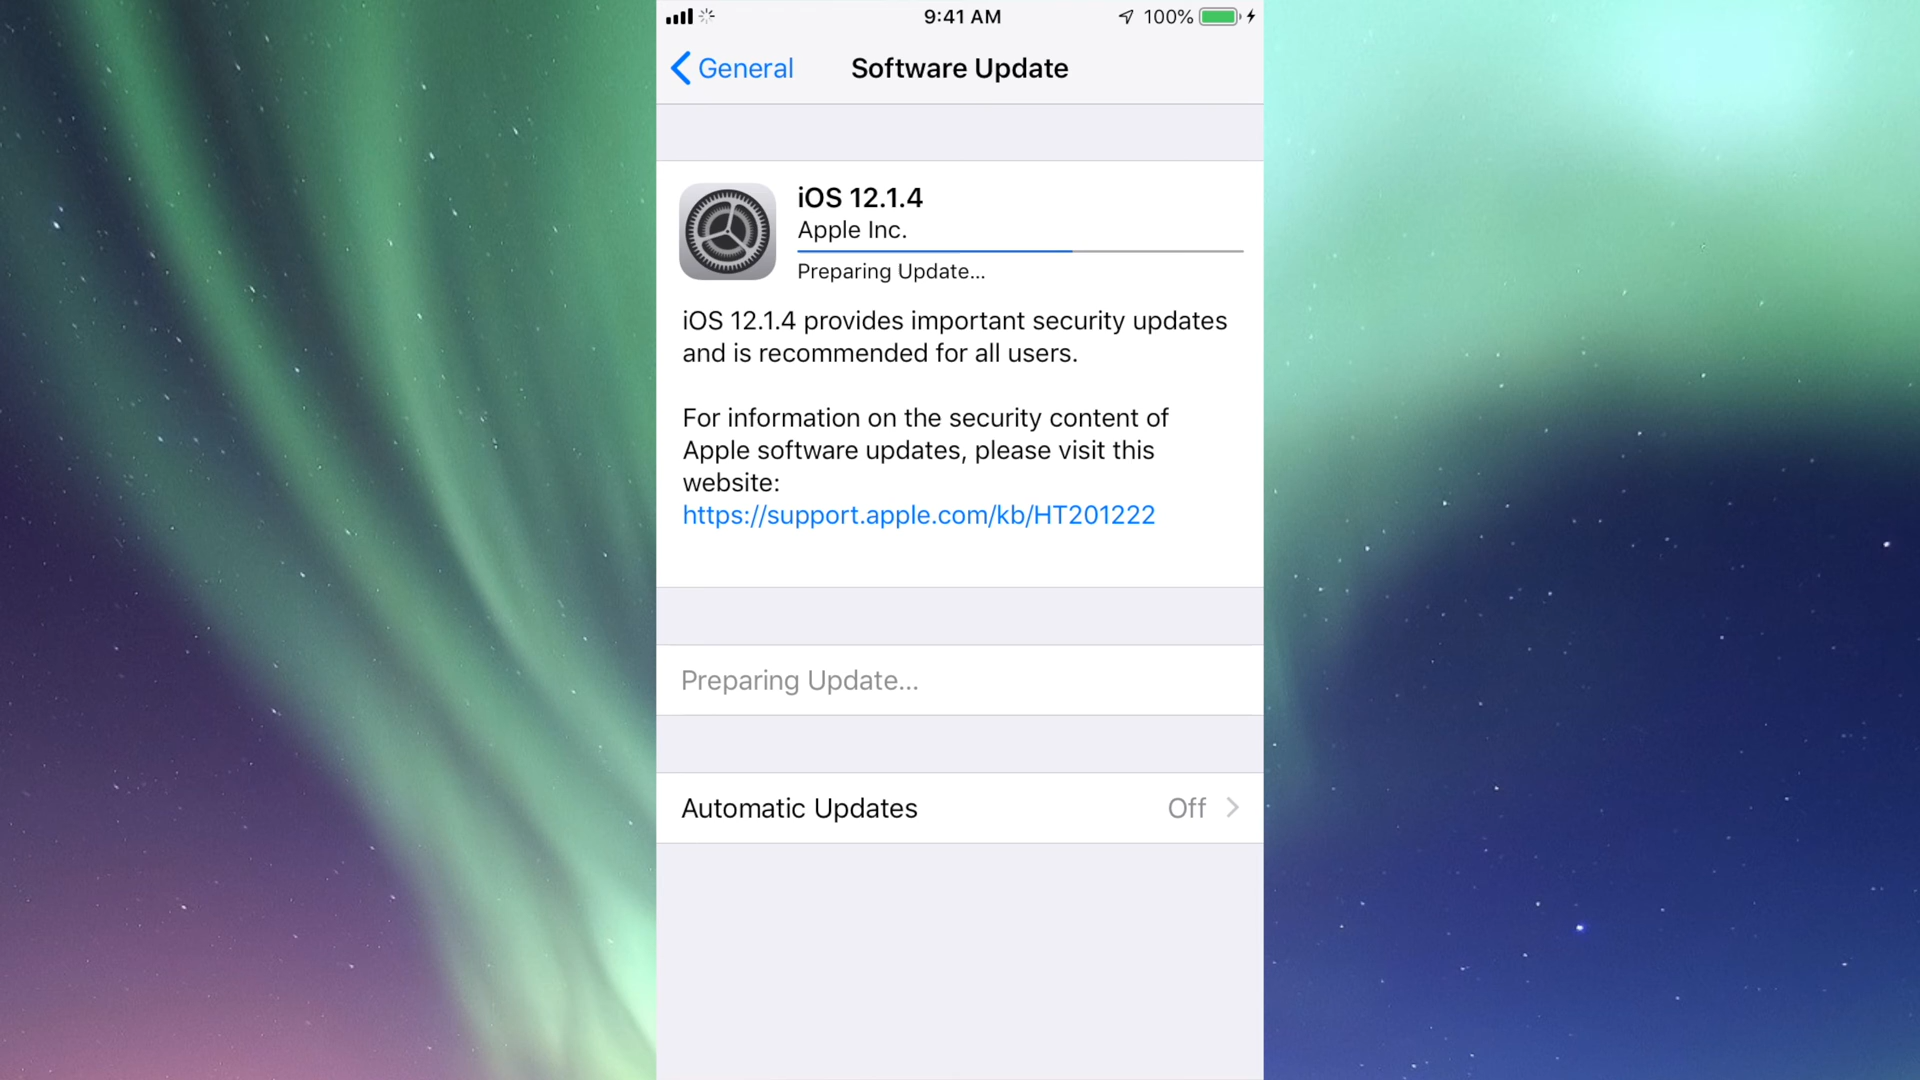 9:41 AM
100%
General
Software Update
iOS 12.1.4
Apple Inc.
Preparing Update...
iOS 12.1.4 provides important security updates
and is recommended for all users.
For information on the security content of
Apple software updates, please visit this
website:
https://support.apple.com/kb/HT201222
Preparing Update...
Automatic Updates
Off